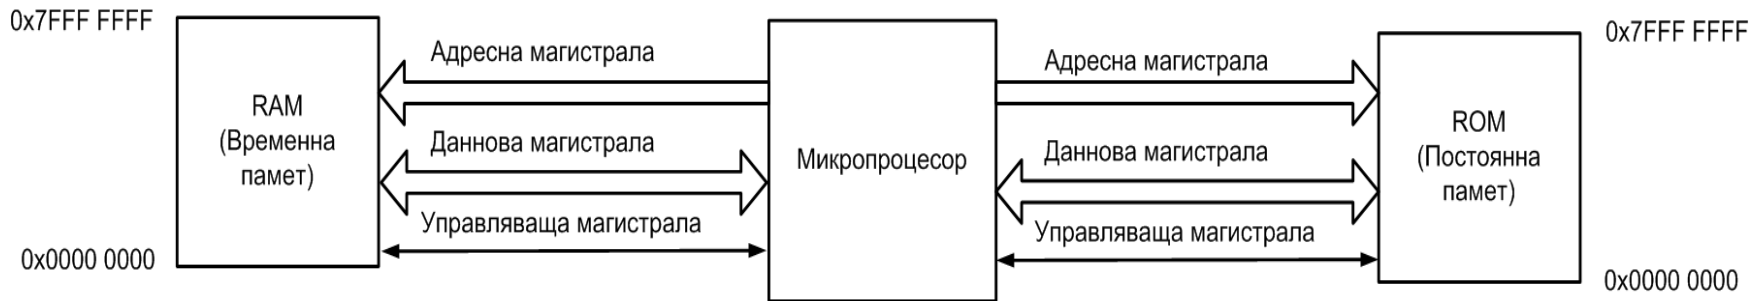 0x7FFF FFFF
RAM
(Временна
памет)
0x0000 0000
Адресна магистрала
Даннова магистрала
Управляваща магистрала
Микропроцесор
Адресна магистрала
Даннова магистрала
Управляваща магистрала
ROM
(Постоянна
памет)
0x7FFF FFFF
0x0000 0000